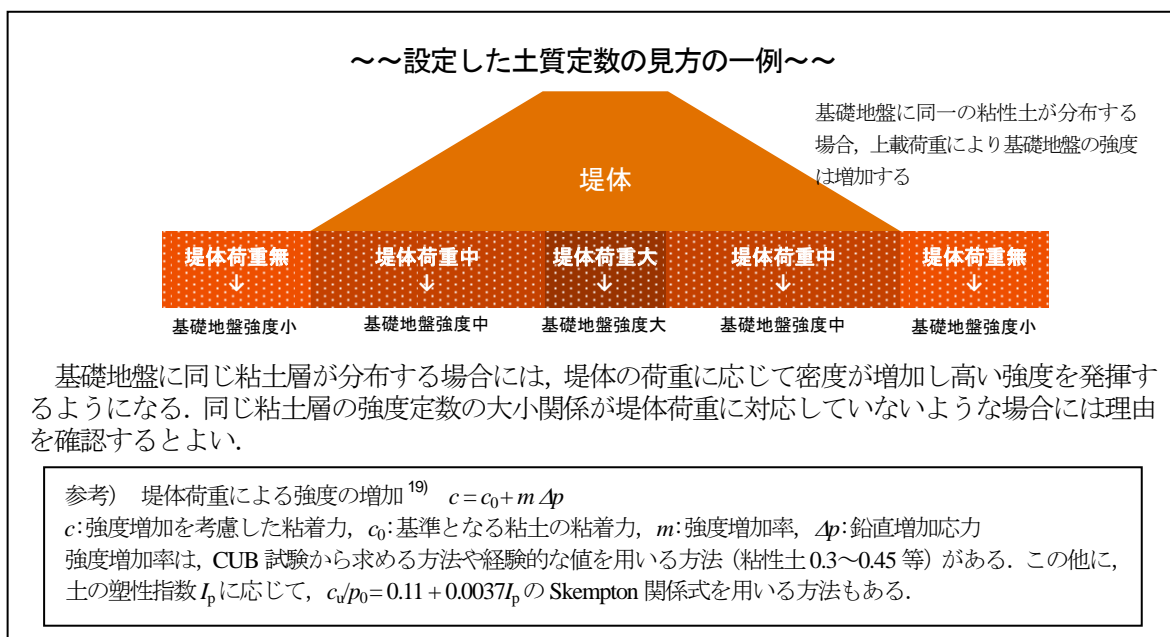 ~~設定した土質定数の見方の一例~~
基礎地盤に同一の粘性土が分布する
場合，上載荷重により基礎地盤の強度
は増加する
堤体
堤体荷重無 堤体荷重中 堤体荷重大 堤体荷重中 堤体荷重無
↓ ↓ ↓ ↓ ↓
基礎地盤強度小 基礎地盤強度中 基礎地盤強度大 基礎地盤強度中 基礎地盤強度小
基礎地盤に同じ粘土層が分布する場合には，堤体の荷重に応じて密度が増加し高い強度を発揮す
るようになる．同じ粘土層の強度定数の大小関係が堤体荷重に対応していないような場合には理由
を確認するとよい．
参考） 堤体荷重による強度の増加 19) c = c0 + m Δp
c：強度増加を考慮した粘着力，c0：基準となる粘土の粘着力，m：強度増加率，Δp：鉛直増加応力
強度増加率は，CUB 試験から求める方法や経験的な値を用いる方法（粘性土 0.3～0.45 等）がある．この他に，
土の塑性指数 Ip に応じて，cu/p0 = 0.11 + 0.0037Ip の Skempton 関係式を用いる方法もある．